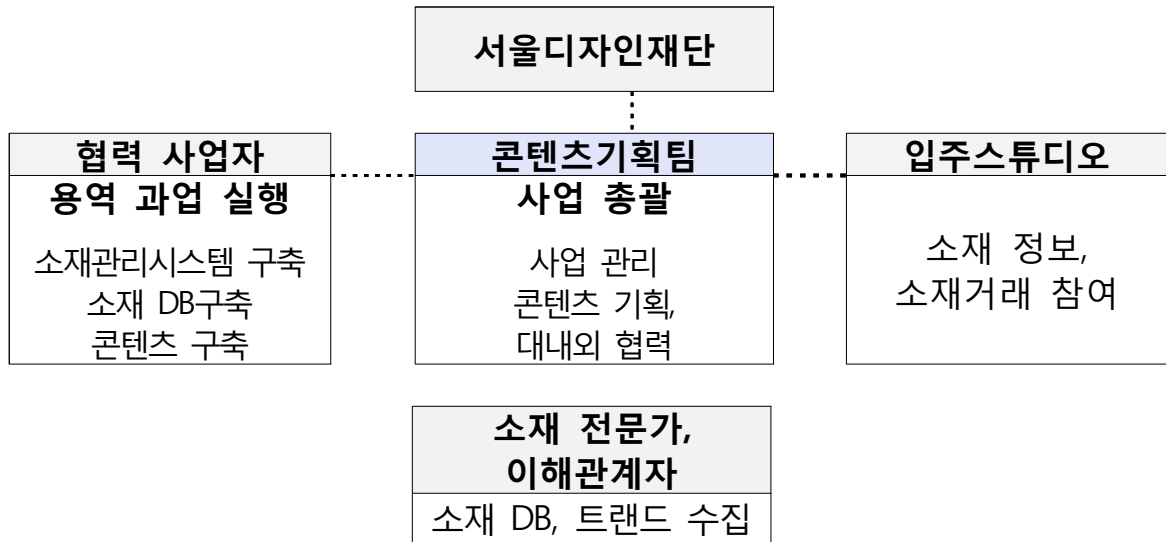 서울디자인재단
협력 사업자
용역 과업 실행
소재관리시스템 구축
소재 DB구축
콘텐츠 구축
콘텐츠기획팀
사업 총괄
사업 관리
콘텐츠 기획,
대내외 협력
입주스튜디오
소재 정보,
소재거래 참여
소재 전문가,
이해관계자
소재 DB, 트랜드 수집